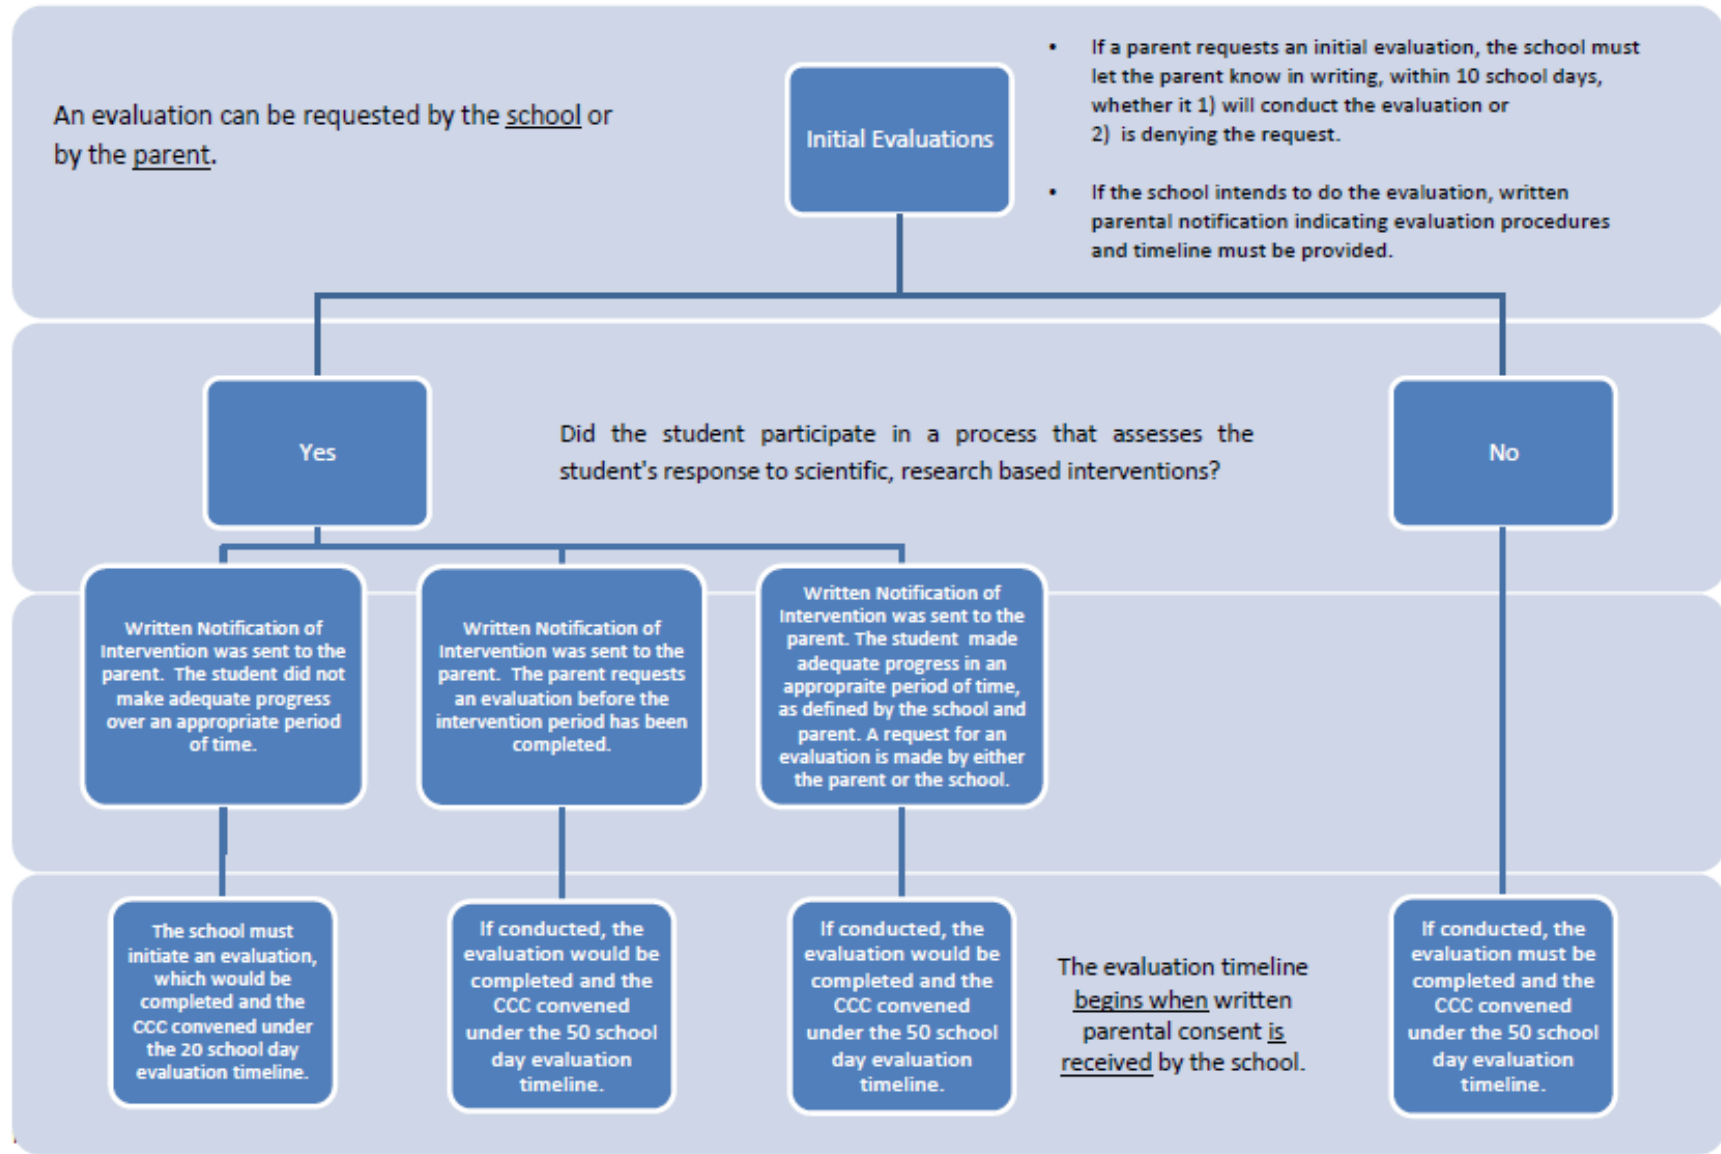 An evaluation can be requested by the school or
by the parent.
Initial Evaluations
• If a parent requests an initial evaluation, the school must
let the parent know in writing, within 10 school days,
whether it 1) will conduct the evaluation or
2) is denying the request.
• If the school intends to do the evaluation, written
parental notification indicating evaluation procedures
and timeline must be provided.
Yes
Did the student participate in a process that assesses the
student's response to scientific, research based interventions?
No
Written Notification of
Intervention was sent to the
parent. The student did not
make adequate progress
over an appropriate period
of time.
Written Notification of
Intervention was sent to the
parent. The parent requests
an evaluation before the
intervention period has been
completed.
Written Notification of
Intervention was sent to the
parent. The student made
adequate progress in an
appropraite period of time,
as defined by the school and
parent. A request for an
evaluation is made by either
the parent or the school.
The school must
initiate an evaluation,
which would be
completed and the
CCC convened under
the 20 school day
evaluation timeline.
If conducted, the
evaluation would be
completed and the
CCC convened
under the 50 school
day evaluation
timeline.
If conducted, the
evaluation would be
completed and the
CCC convened
under the 50 school
day evaluation
timeline.
The evaluation timeline
begins when written
parental consent is
received by the school.
If conducted, the
evaluation must be
completed and the
CCC convened
under the 50 school
day evaluation
timeline.